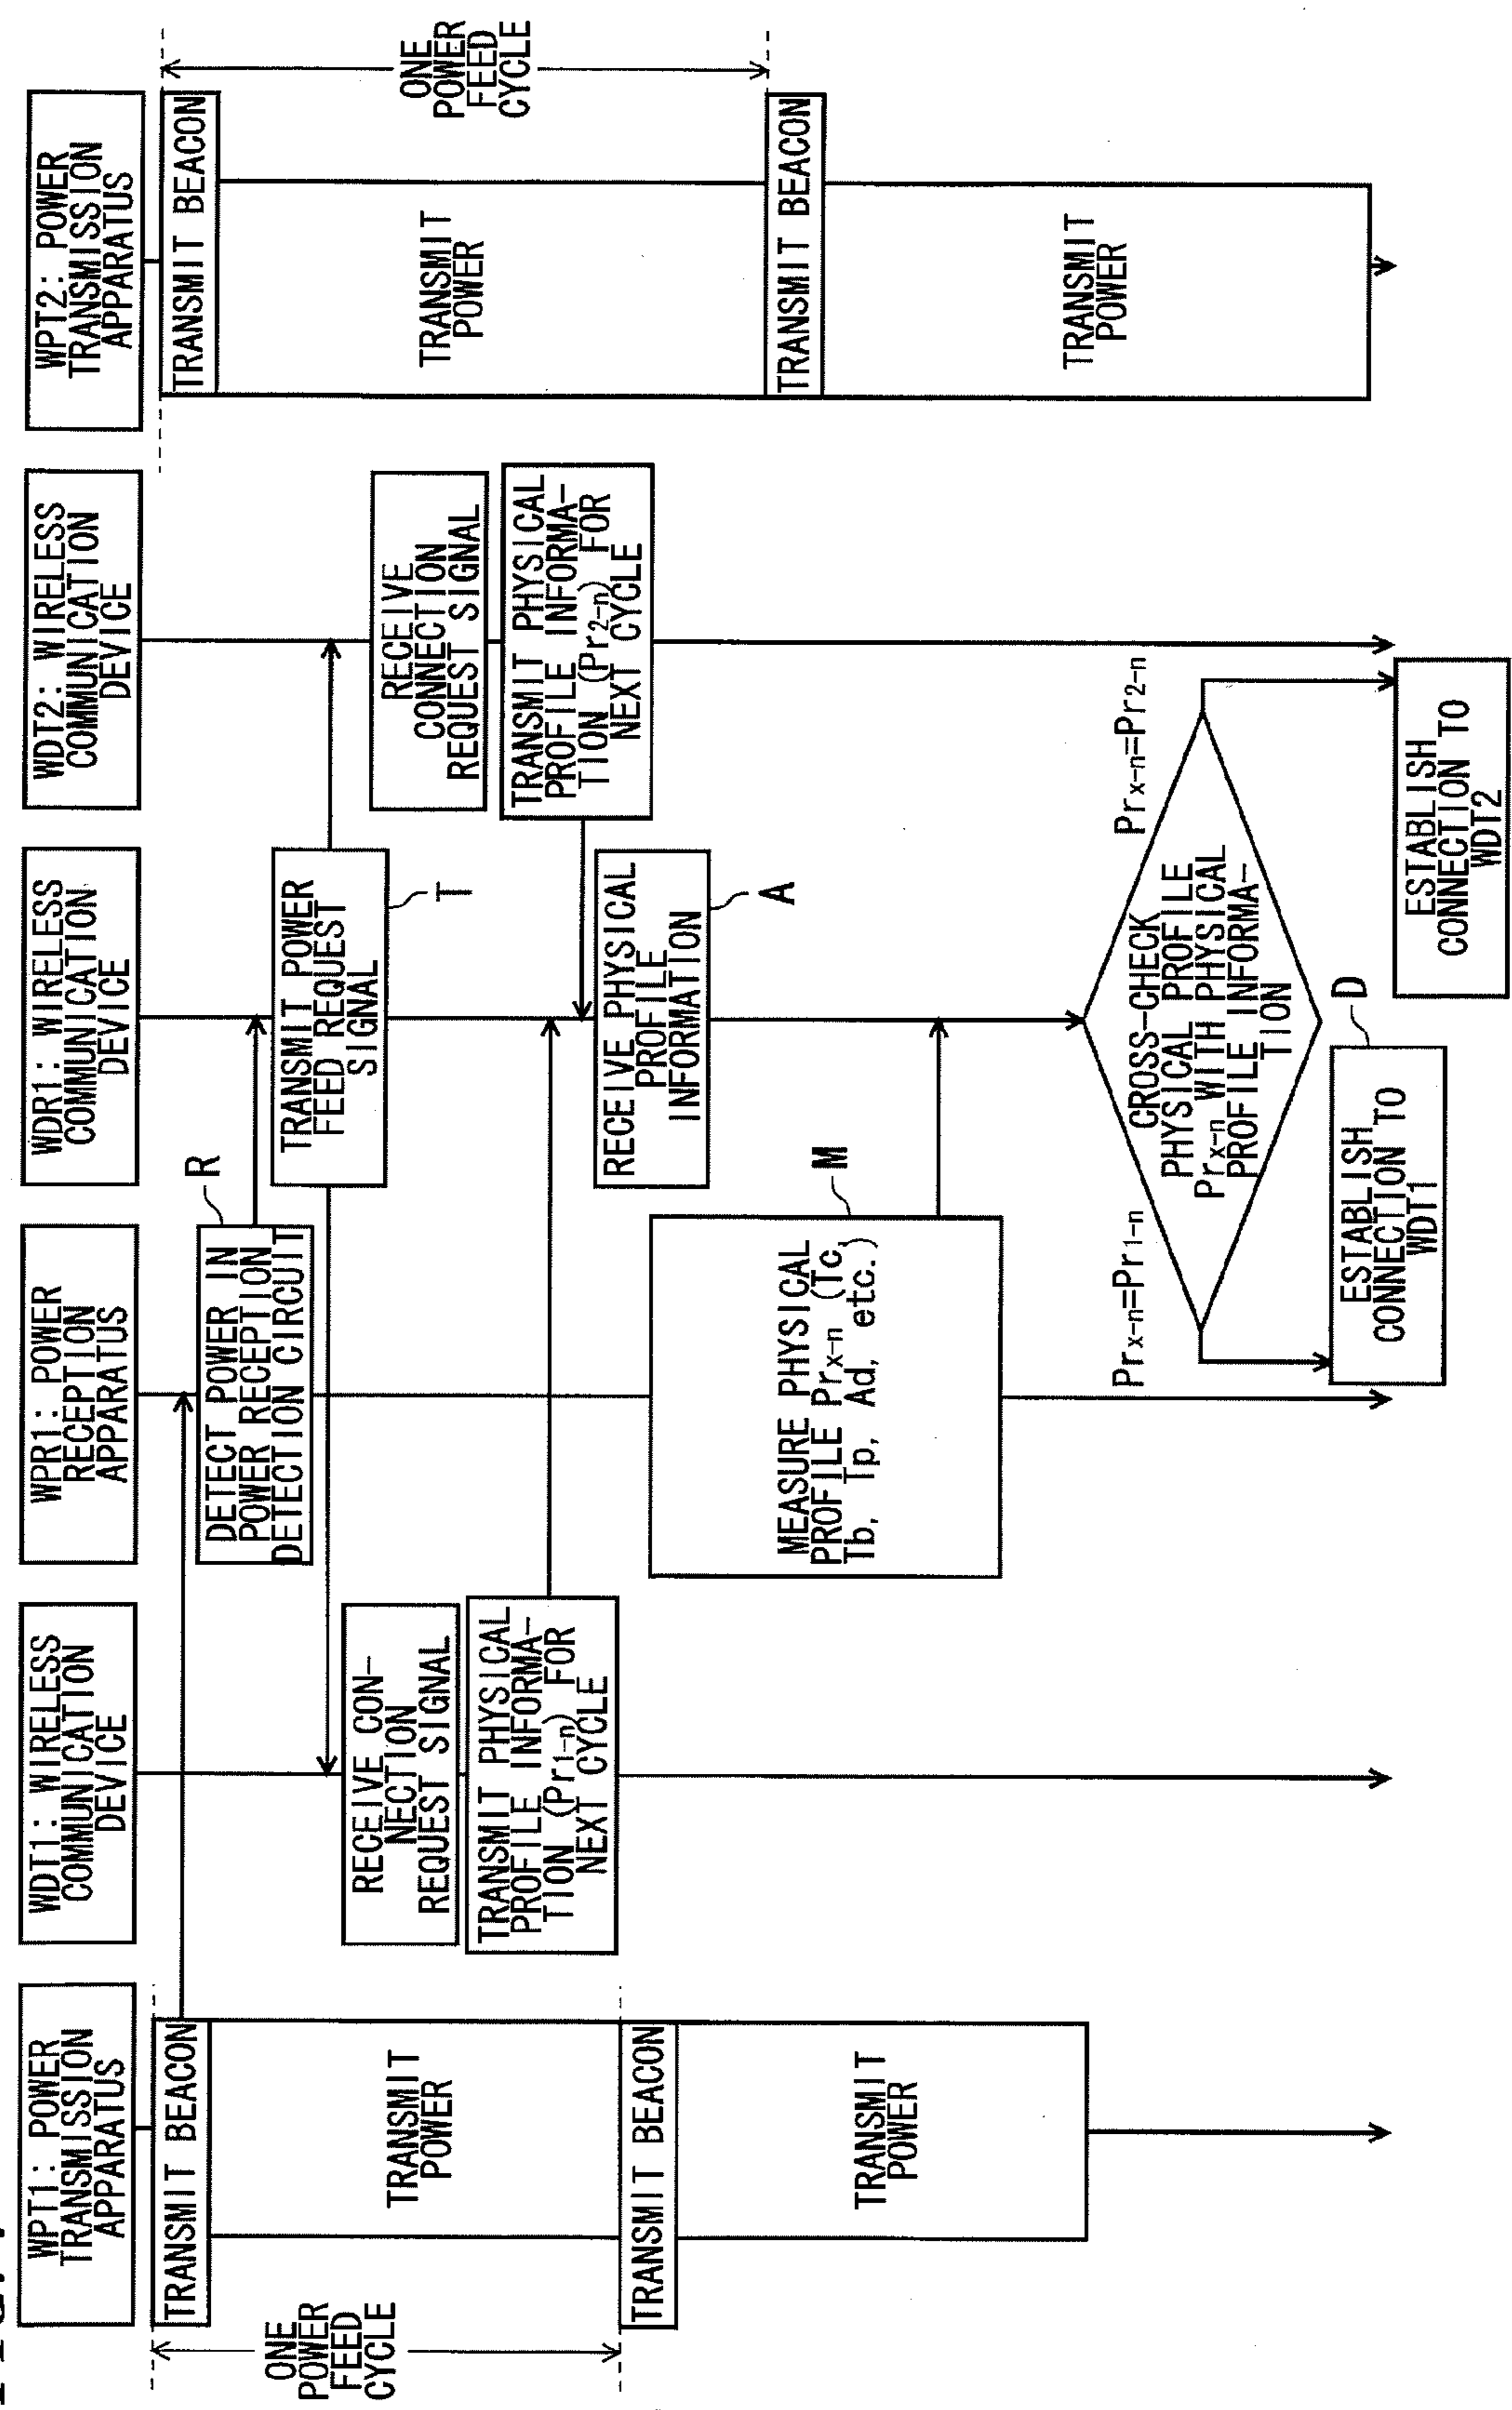 WPT1: POWER
TRANSMISSION
APPARATUS
WDT1: WIRELESS
COMMUNICATION
DEVICE
WPR1: POWER
RECEPTION
APPARATUS
WDR1: WIRELESS
COMMUNICATION
DEVICE
WDT2: WIRELESS
COMMUNICATION
DEVICE
WPT2: POWER
TRANSMISSION
APPARATUS
ONE
POWER
FEED
CYCLE
TRANSMIT BEACON
TRANSMIT
POWER
TRANSMIT BEACON
TRANSMIT
POWER
RECEIVE CON-
NECTION
REQUEST SIGNAL
TRANSMIT PHYSICAL
PROFILE INFORMA-
TION (Pr1-n) FOR
NEXT CYCLE
DETECT POWER IN
POWER RECEPTION
DETECTION CIRCUIT
R
MEASURE PHYSICAL
PROFILE Prx-n (Tc,
Tb, Tp, Ad, etc.)
M
TRANSMIT POWER
FEED REQUEST
SIGNAL
T
RECEIVE PHYSICAL
PROFILE
INFORMATION
A
CROSS-CHECK
PHYSICAL PROFILE
Prx-n WITH PHYSICAL
PROFILE INFORMA-
TION
Prx-n=Pr1-n
Prx-n=Pr2-n
ESTABLISH
CONNECTION TO
WDT1
D
ESTABLISH
CONNECTION TO
WDT2
RECEIVE
CONNECTION
REQUEST SIGNAL
TRANSMIT PHYSICAL
PROFILE INFORMA-
TION (Pr2-n) FOR
NEXT CYCLE
TRANSMIT BEACON
TRANSMIT
POWER
TRANSMIT BEACON
TRANSMIT
POWER
ONE
POWER
FEED
CYCLE